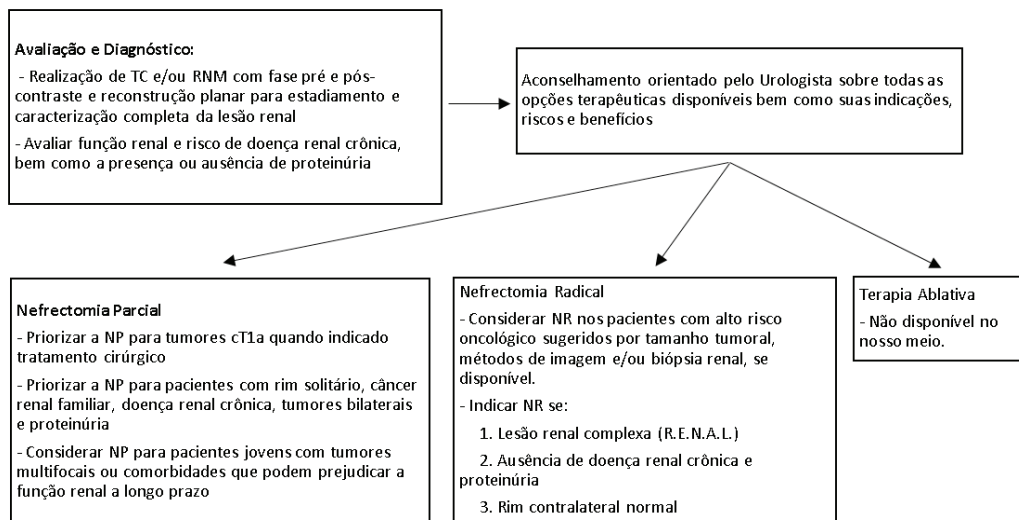 Avaliação e Diagnóstico:
- Realização de TC e/ou RNM com fase pré e pós-
contraste e reconstrução planar para estadiamento e
caracterização completa da lesão renal
- Avaliar função renal e risco de doença renal crônica,
bem como a presença ou ausência de proteinúria
Aconselhamento orientado pelo Urologista sobre todas as
opções terapêuticas disponíveis bem como suas indicações,
riscos e benefícios
Nefrectomia Parcial
- Priorizar a NP para tumores cT1a quando indicado
tratamento cirúrgico
- Priorizar a NP para pacientes com rim solitário, câncer
renal familiar, doença renal crônica, tumores bilaterais
e proteinúria
- Considerar NP para pacientes jovens com tumores
multifocais ou comorbidades que podem prejudicar a
função renal a longo prazo
Nefrectomia Radical
- Considerar NR nos pacientes com alto risco
oncológico sugeridos por tamanho tumoral,
métodos de imagem e/ou biópsia renal, se
disponível.
- Indicar NR se:
1. Lesão renal complexa (R.E.N.A.L.)
2. Ausência de doença renal crônica e
proteinúria
3. Rim contralateral normal
Terapia Ablativa
- Não disponível no
nosso meio.